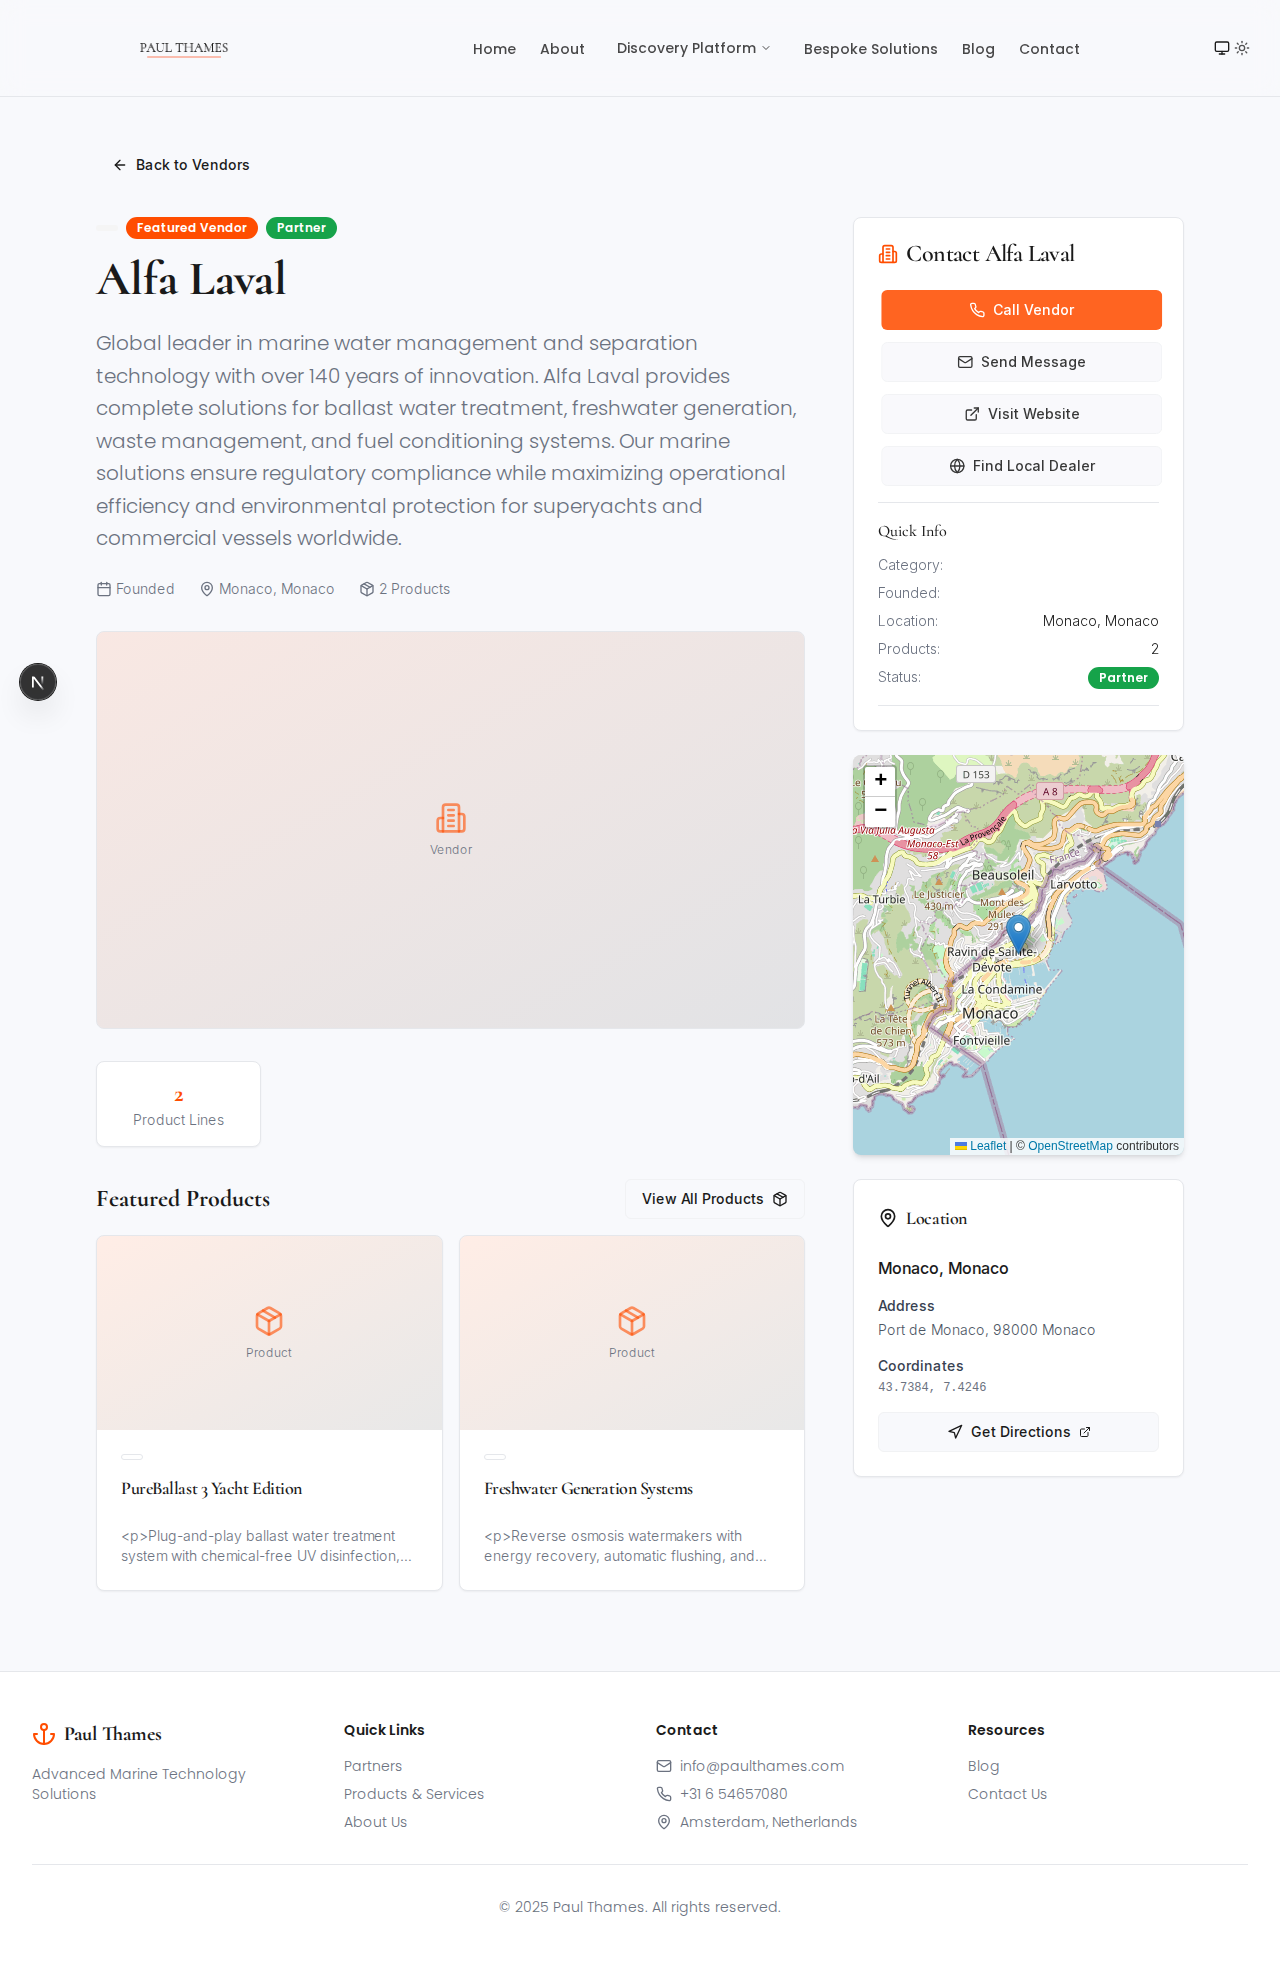 PAUL THAMES
Home
About
Discovery Platform
Bespoke Solutions
Blog
Contact
Back to Vendors
Featured Vendor
Partner
Alfa Laval
Global leader in marine water management and separation
technology with over 140 years of innovation. Alfa Laval provides
complete solutions for ballast water treatment, freshwater generation,
waste management, and fuel conditioning systems. Our marine
solutions ensure regulatory compliance while maximizing operational
efficiency and environmental protection for superyachts and
commercial vessels worldwide.
Founded
Monaco, Monaco
2 Products
Vendor
2
Product Lines
Featured Products
View All Products
Product
PureBallast 3 Yacht Edition
<p>Plug-and-play ballast water treatment
system with chemical-free UV disinfection,...
Product
Freshwater Generation Systems
<p>Reverse osmosis watermakers with
energy recovery, automatic flushing, and...
Contact Alfa Laval
Call Vendor
Send Message
Visit Website
Find Local Dealer
Quick Info
Category:
Founded:
Location: Monaco, Monaco
Products: 2
Status: Partner
+
−
D 153
A 8
Via Julia Augusta
Monaco-Est
58
La Provençale
France
Beausoleil
Larvotto
La Turbie
Le Justicier
430 m
Mont des
Mules
291
Ravin de Sainte-
Dévote
La Condamine
Tunnel Albert II
Monaco
La Tête
de Chien
573 m
Fontvieille
p-d'Ail
Leaflet | © OpenStreetMap contributors
Location
Monaco, Monaco
Address
Port de Monaco, 98000 Monaco
Coordinates
43.7384, 7.4246
Get Directions
N
Paul Thames
Advanced Marine Technology
Solutions
Quick Links
Partners
Products & Services
About Us
Contact
info@paulthames.com
+31 6 54657080
Amsterdam, Netherlands
Resources
Blog
Contact Us
© 2025 Paul Thames. All rights reserved.